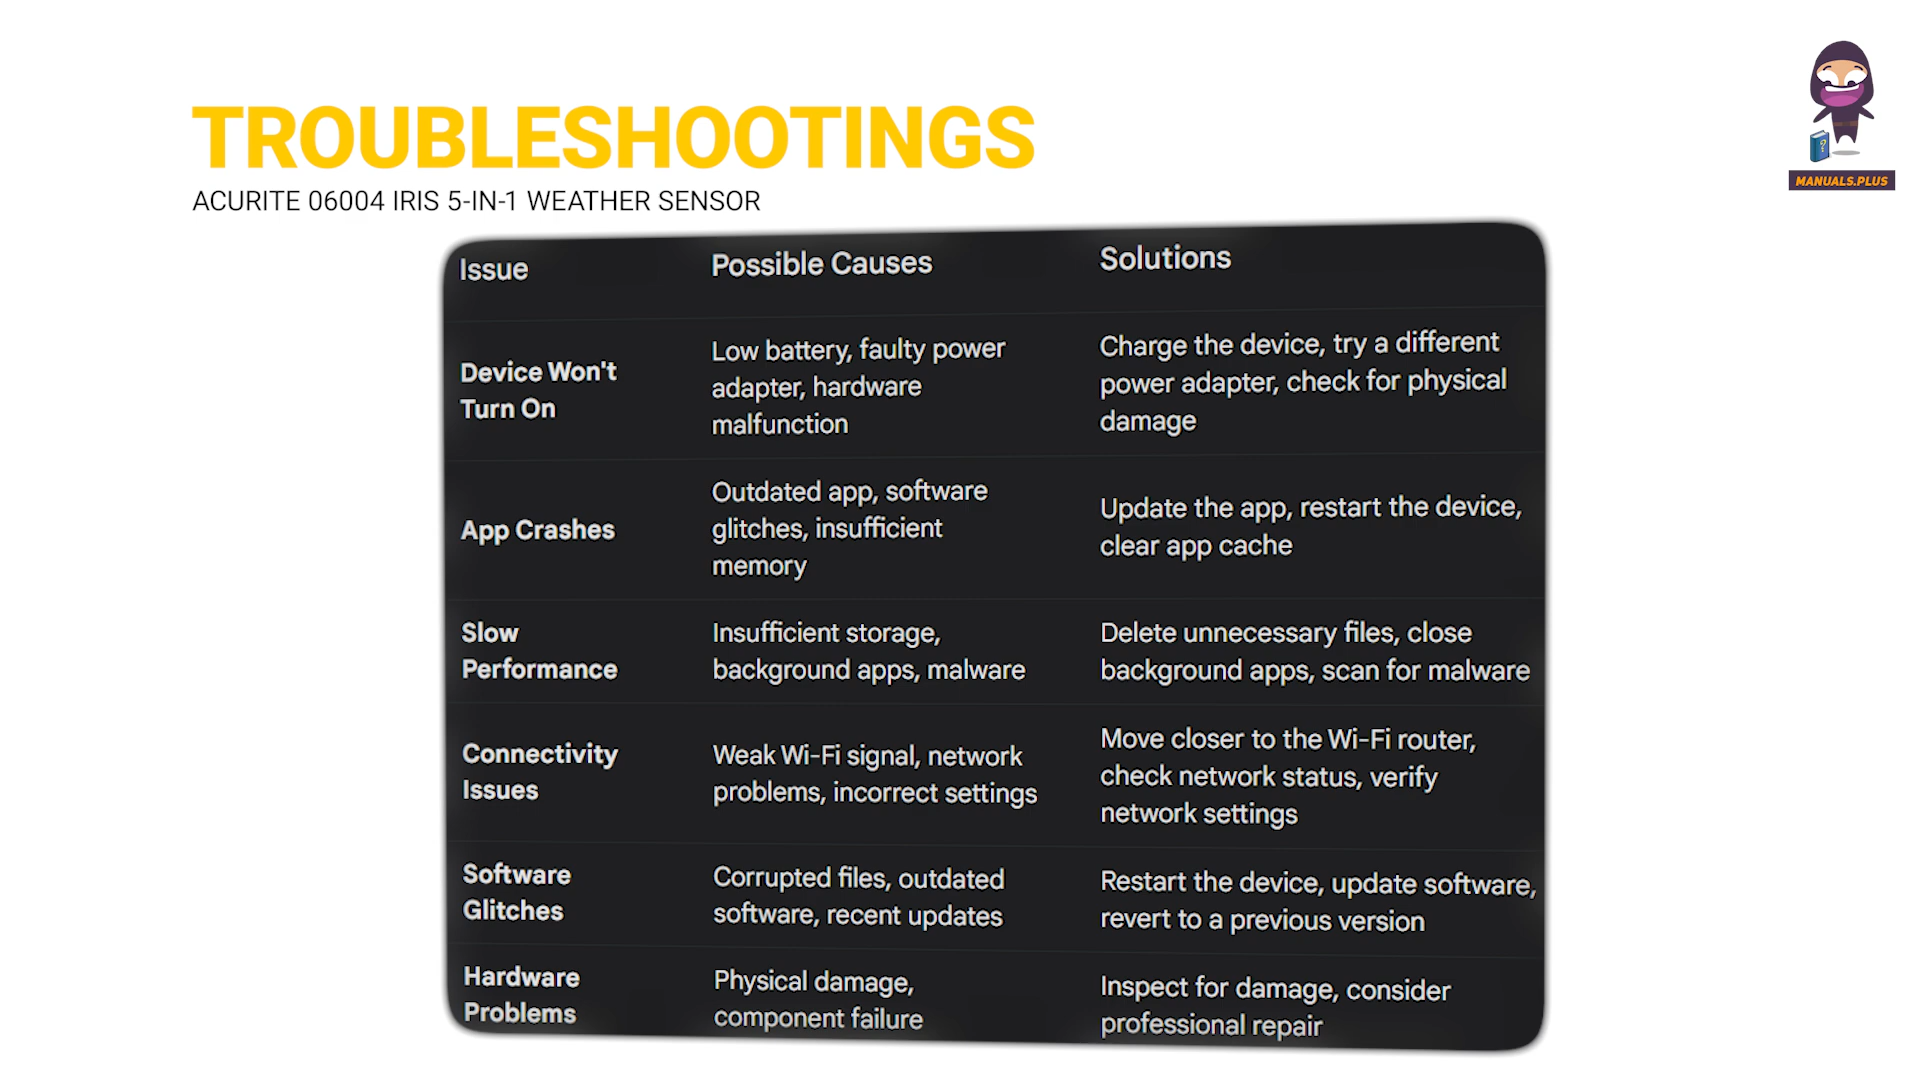 TROUBLESHOOTINGS
ACURITE 06004 IRIS 5-IN-1 WEATHER SENSOR
?
MANUALS.PLUS
Issue
Possible Causes
Solutions
Device Won't
Turn On
Low battery, faulty power
adapter, hardware
malfunction
Charge the device, try a different
power adapter, check for physical
damage
App Crashes
Outdated app, software
glitches, insufficient
memory
Update the app, restart the device,
clear app cache
Slow
Performance
Insufficient storage,
background apps, malware
Delete unnecessary files, close
background apps, scan for malware
Connectivity
Issues
Weak Wi-Fi signal, network
problems, incorrect settings
Move closer to the Wi-Fi router,
check network status, verify
network settings
Software
Glitches
Corrupted files, outdated
software, recent updates
Restart the device, update software,
revert to a previous version
Hardware
Problems
Physical damage,
component failure
Inspect for damage, consider
professional repair